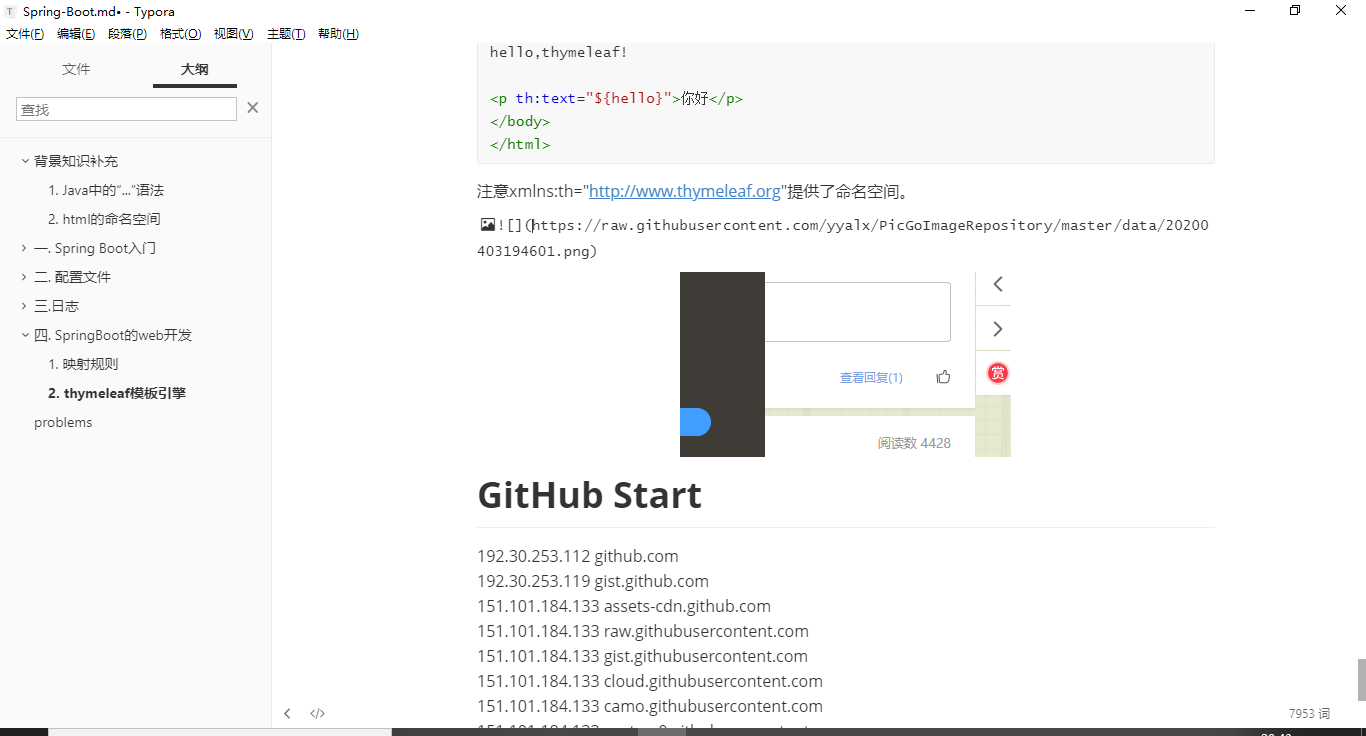 Spring-Boot.md• - Typora
文件(F) 编辑(E) 段落(P) 格式(O) 视图(V) 主题(T) 帮助(H)
文件 大纲
查找
背景知识补充
1. Java中的“...”语法
2. html的命名空间
一. Spring Boot入门
二. 配置文件
三.日志
四. SpringBoot的web开发
1. 映射规则
2. thymeleaf模板引擎
problems
hello,thymeleaf!
<p th:text="${hello}">你好</p>
</body>
</html>
注意xmlns:th="http://www.thymeleaf.org"提供了命名空间。
![](https://raw.githubusercontent.com/yyalx/PicGoImageRepository/master/data/20200
403194601.png)
查看回复(1)
赏
阅读数 4428
GitHub Start
192.30.253.112 github.com
192.30.253.119 gist.github.com
151.101.184.133 assets-cdn.github.com
151.101.184.133 raw.githubusercontent.com
151.101.184.133 gist.githubusercontent.com
151.101.184.133 cloud.githubusercontent.com
151.101.184.133 camo.githubusercontent.com
7953 词